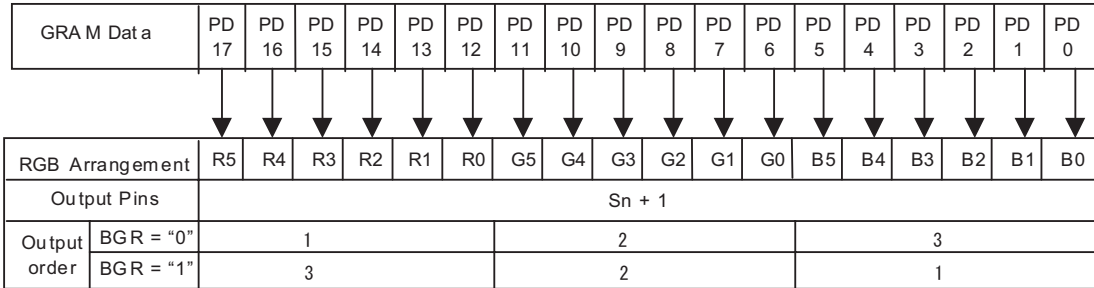 GRAM Data PD 17 PD 16 PD 15 PD 14 PD 13 PD 12 PD 11 PD 10 PD 9 PD 8 PD 7 PD 6 PD 5 PD 4 PD 3 PD 2 PD 1 PD 0
RGB Arrangement R5 R4 R3 R2 R1 R0 G5 G4 G3 G2 G1 G0 B5 B4 B3 B2 B1 B0
Output Pins Sn + 1
Output order BGR = “0” 1 2 3
BGR = “1” 3 2 1